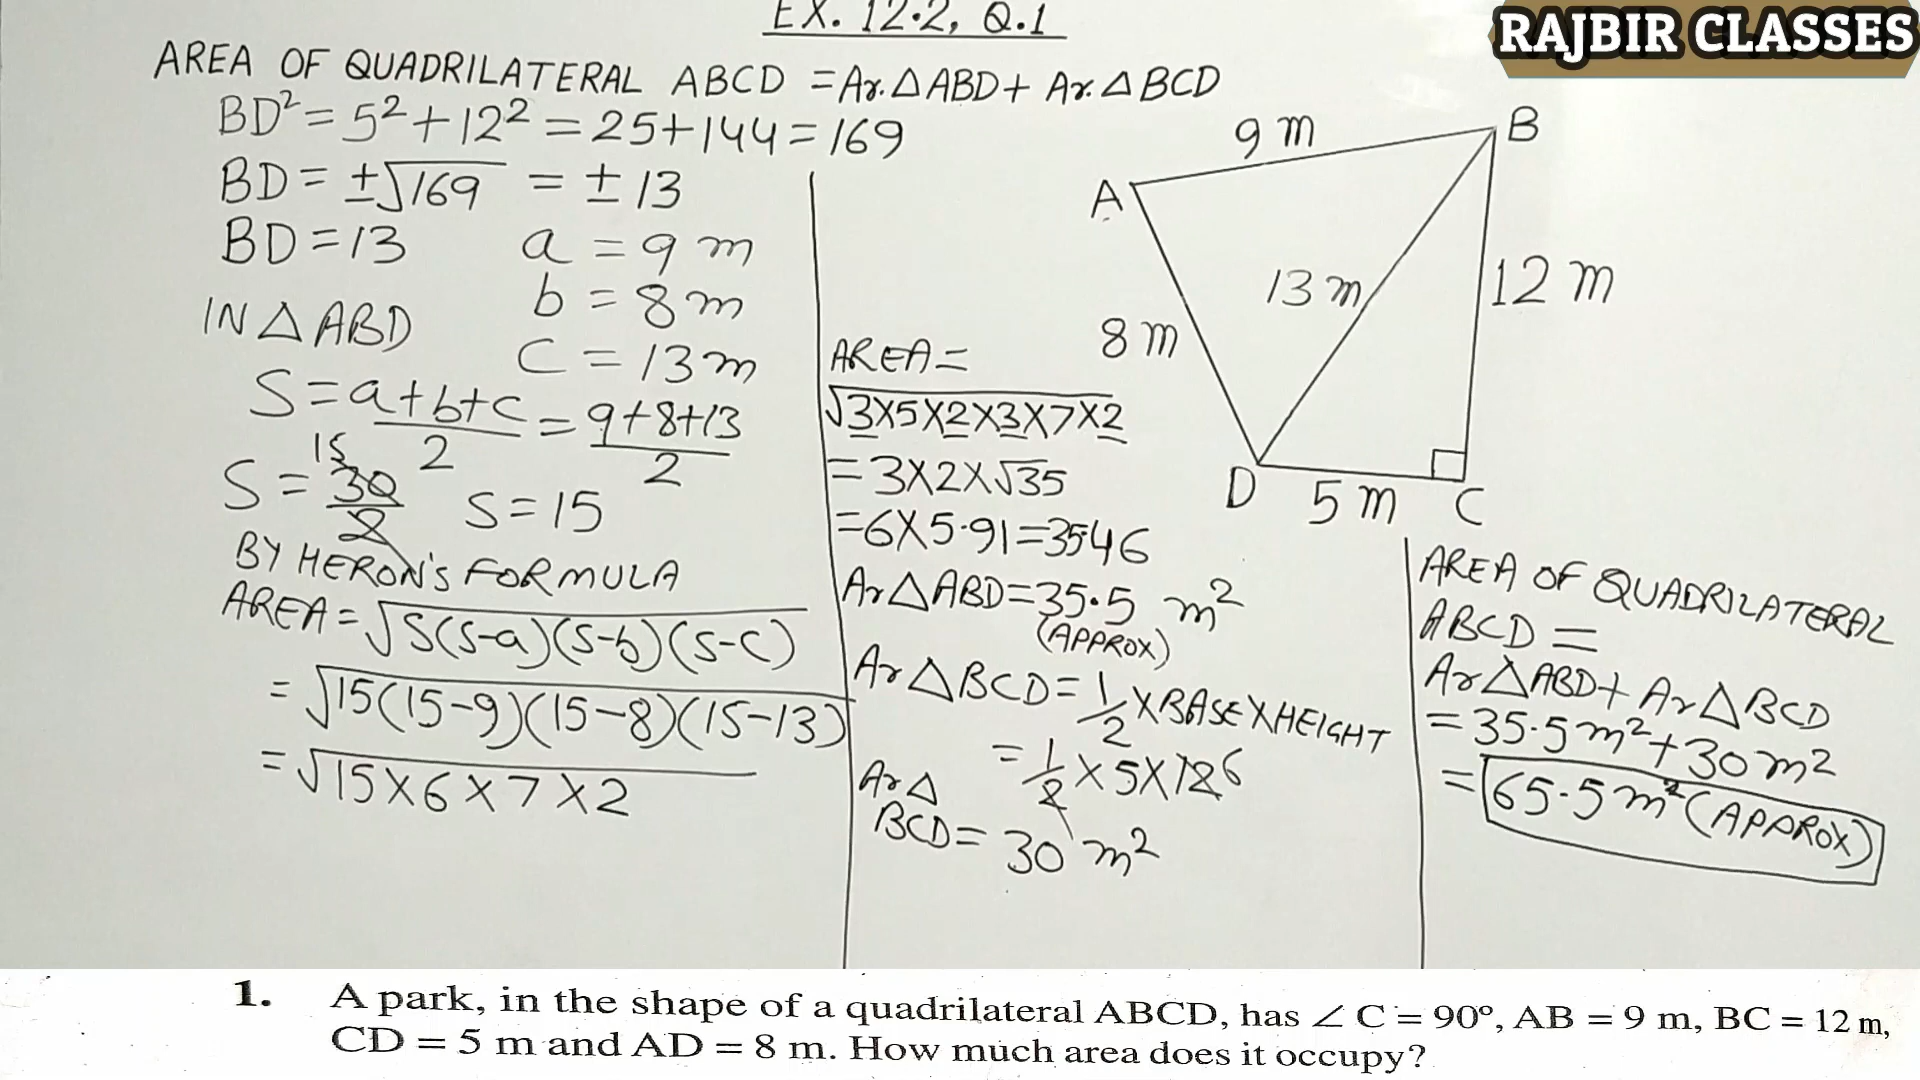 EX. 12.2, Q.1
RAJBIR CLASSES
AREA OF QUADRILATERAL ABCD = Ar. △ ABD + Ar. △ BCD
BD² = 5² + 12² = 25 + 144 = 169
BD = ±√169 = ± 13
BD = 13
a = 9 m
b = 8 m
c = 13 m
IN △ ABD
S = a+b+c/2 = 9+8+13/2
S = 30/2 15
S = 15
BY HERON'S FORMULA
AREA = √S(S-a)(S-b)(S-c)
= √15(15-9)(15-8)(15-13)
= √15×6×7×2
AREA =
√3×5×2×3×7×2
= 3×2×√35
= 6×5.91 = 35.46
Ar △ ABD = 35.5 m²
(APPROX)
Ar △ BCD = 1/2 × BASE × HEIGHT
= 1/2 × 5 × 12 6
Ar △
BCD = 30 m²
A
9 m
B
13 m
12 m
8 m
D
5 m
C
AREA OF QUADRILATERAL
ABCD =
Ar △ ABD + Ar △ BCD
= 35.5 m² + 30 m²
= 65.5 m² (APPROX)
1. A park, in the shape of a quadrilateral ABCD, has ∠ C = 90°, AB = 9 m, BC = 12 m,
CD = 5 m and AD = 8 m. How much area does it occupy?